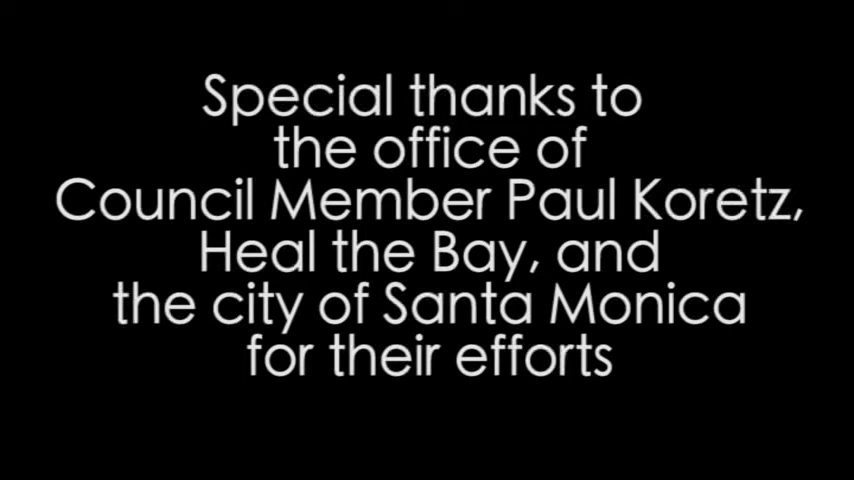 Special thanks to
the office of
Council Member Paul Koretz,
Heal the Bay, and
the city of Santa Monica
for their efforts